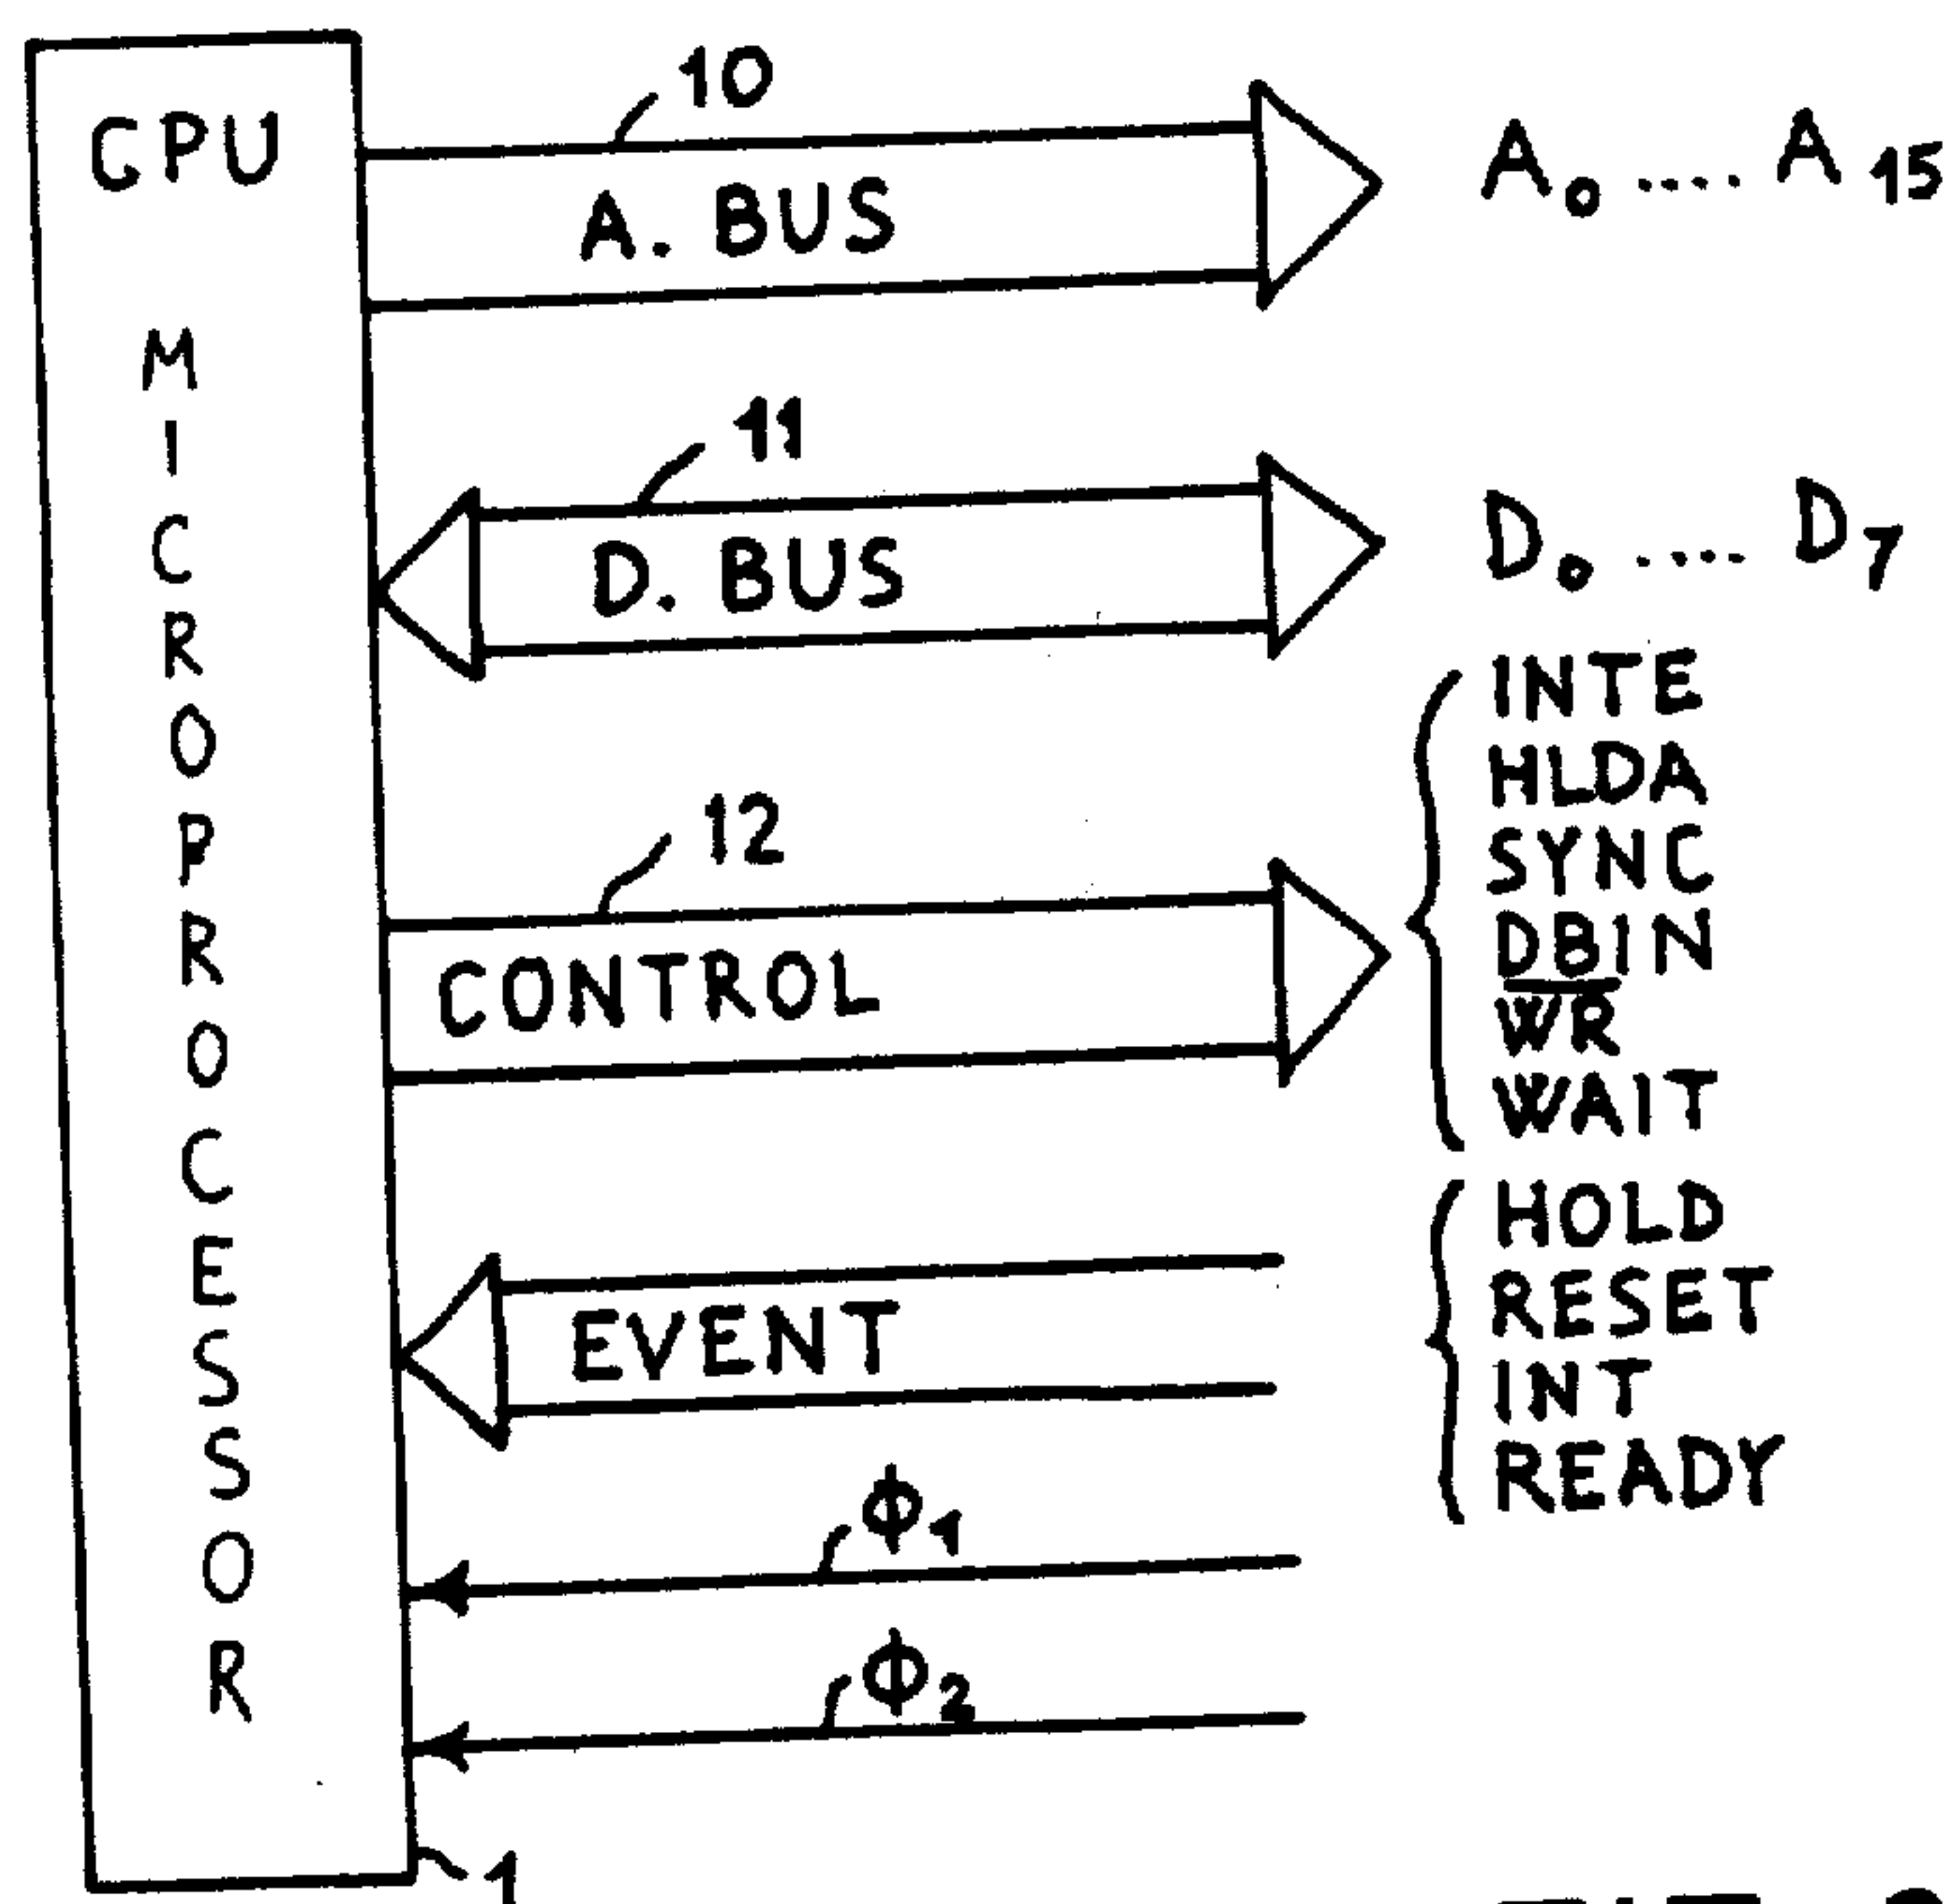 CPU
MICROPROCESSOR
10
A. BUS
A₀ .... A₁₅
11
D. BUS
D₀ .... D₇
12
CONTROL
INTE
HLDA
SYNC
DBIN
W̅R̅
WAIT
EVENT
HOLD
RESET
INT
READY
ϕ₁
ϕ₂
1